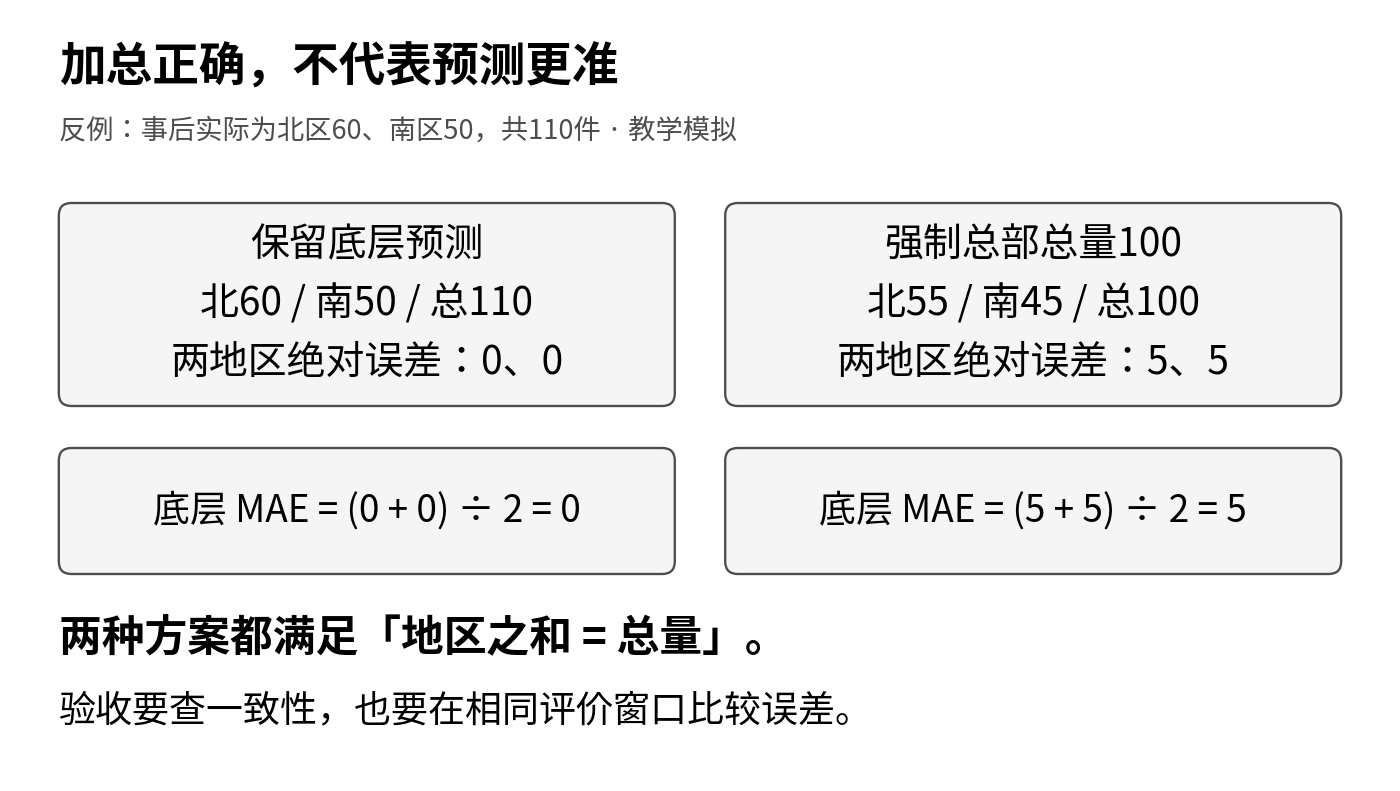 加总正确，不代表预测更准
反例：事后实际为北区60、南区50，共110件 · 教学模拟
保留底层预测
北60 / 南50 / 总110
两地区绝对误差：0、0
强制总部总量100
北55 / 南45 / 总100
两地区绝对误差：5、5
底层 MAE = (0 + 0) ÷ 2 = 0
底层 MAE = (5 + 5) ÷ 2 = 5
两种方案都满足「地区之和 = 总量」。
验收要查一致性，也要在相同评价窗口比较误差。